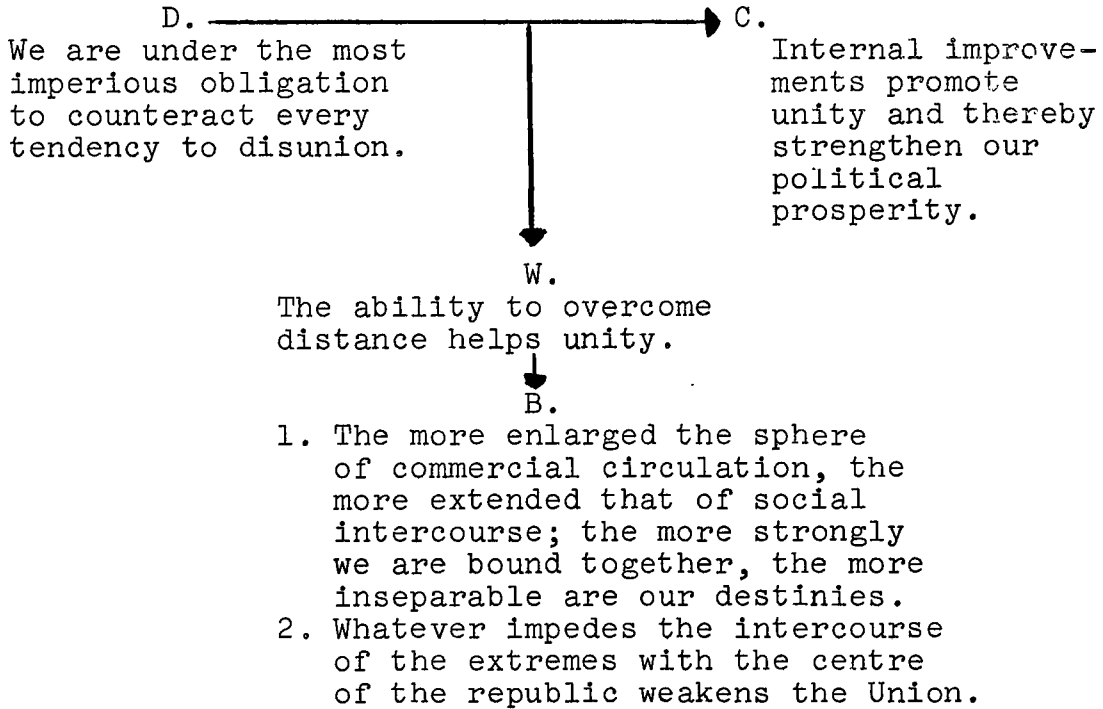 D. C.
We are under the most
imperious obligation
to counteract every
tendency to disunion.
Internal improve-
ments promote
unity and thereby
strengthen our
political
prosperity.
W.
The ability to overcome
distance helps unity.
B.
1. The more enlarged the sphere
of commercial circulation, the
more extended that of social
intercourse; the more strongly
we are bound together, the more
inseparable are our destinies.
2. Whatever impedes the intercourse
of the extremes with the centre
of the republic weakens the Union.